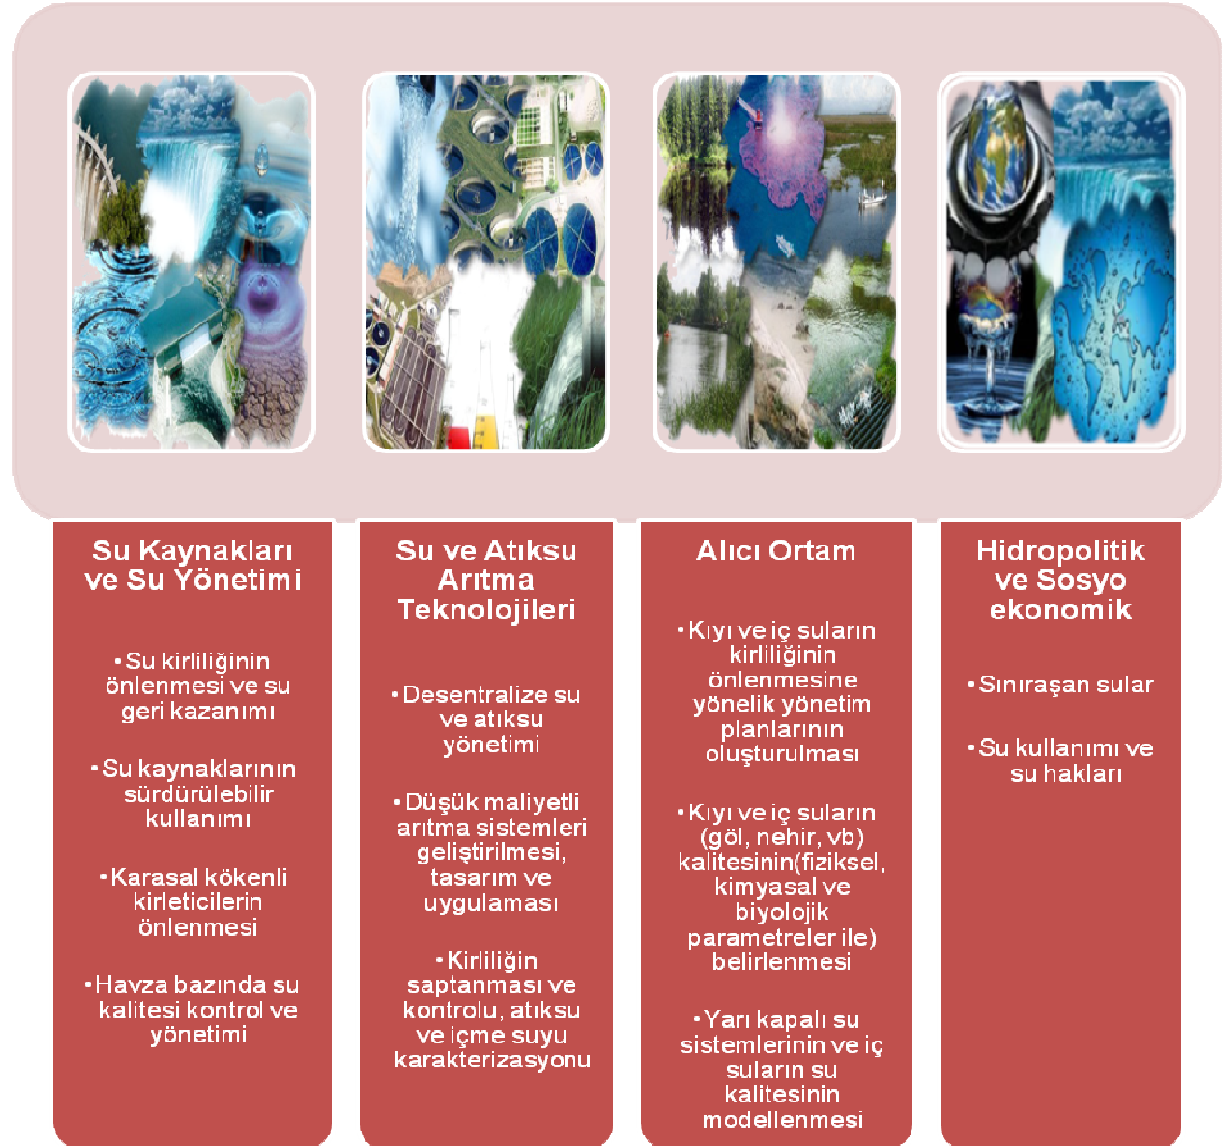 Su Kaynakları
ve Su Yönetimi
•Su kirliliğinin
önlenmesi ve su
geri kazanımı
•Su kaynaklarının
sürdürülebilir
kullanımı
•Karasal kökenli
kirleticilerin
önlenmesi
•Havza bazında su
kalitesi kontrol ve
yönetimi
Su ve Atıksu
Arıtma
Teknolojileri
•Desentralize su
ve atıksu
yönetimi
•Düşük maliyetli
arıtma sistemleri
geliştirilmesi,
tasarım ve
uygulaması
•Kirliliğin
saptanması ve
kontrolu, atıksu
ve içme suyu
karakterizasyonu
Alıcı Ortam
•Kıyı ve iç suların
kirliliğinin
önlenmesine
yönelik yönetim
planlarının
oluşturulması
•Kıyı ve iç suların
(göl, nehir, vb)
kalitesinin(fiziksel,
kimyasal ve
biyolojik
parametreler ile)
belirlenmesi
•Yarı kapalı su
sistemlerinin ve iç
suların su
kalitesinin
modellenmesi
Hidropolitik
ve Sosyo
ekonomik
•Sınıraşan sular
•Su kullanımı ve
su hakları